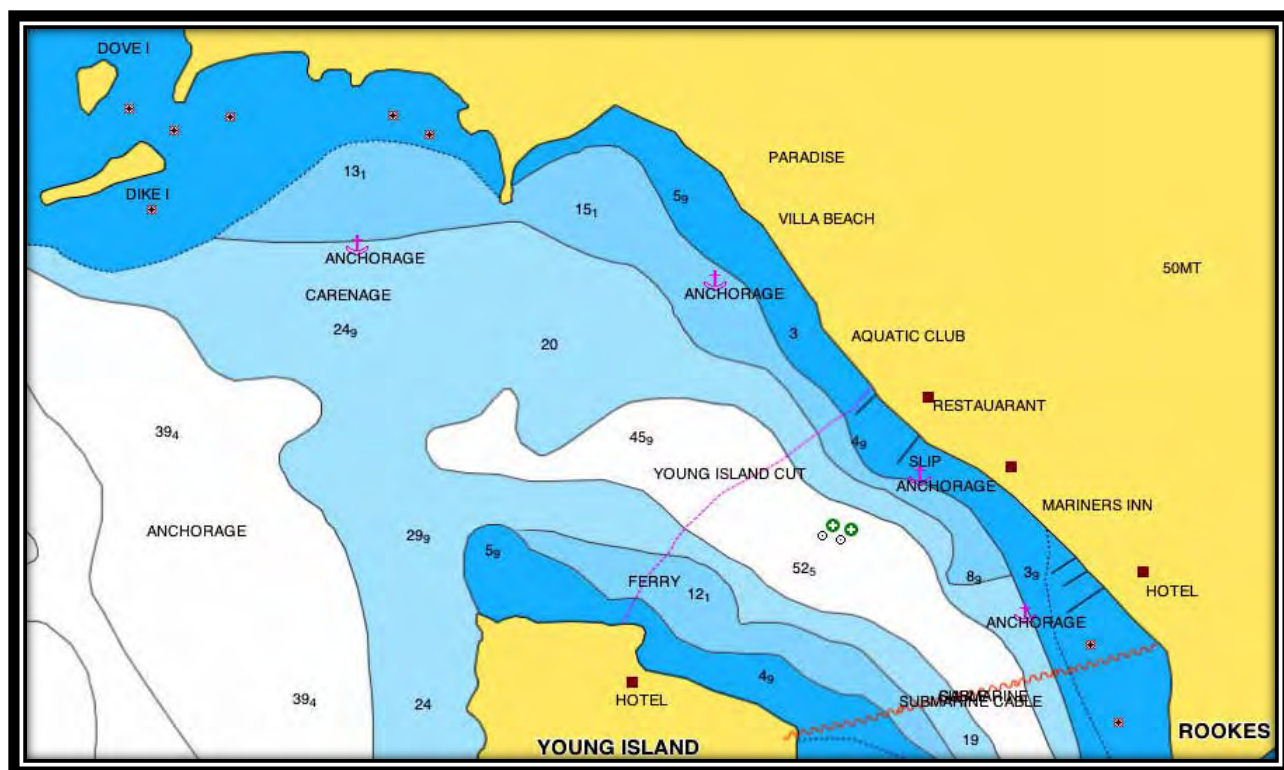 DOVE I
PARADISE
13₁
DIKE I
15₁
5₉
VILLA BEACH
ANCHORAGE
50MT
CARENAGE
ANCHORAGE
24₉
20
3
AQUATIC CLUB
RESTAUARANT
39₄
45₉
4₉
SLIP
YOUNG ISLAND CUT
ANCHORAGE
MARINERS INN
ANCHORAGE
29₉
5₉
52₅
8₉
3₉
FERRY
12₁
HOTEL
ANCHORAGE
4₉
39₄
24
HOTEL
SUBMARINE
SUBMARINE CABLE
19
ROOKES
YOUNG ISLAND